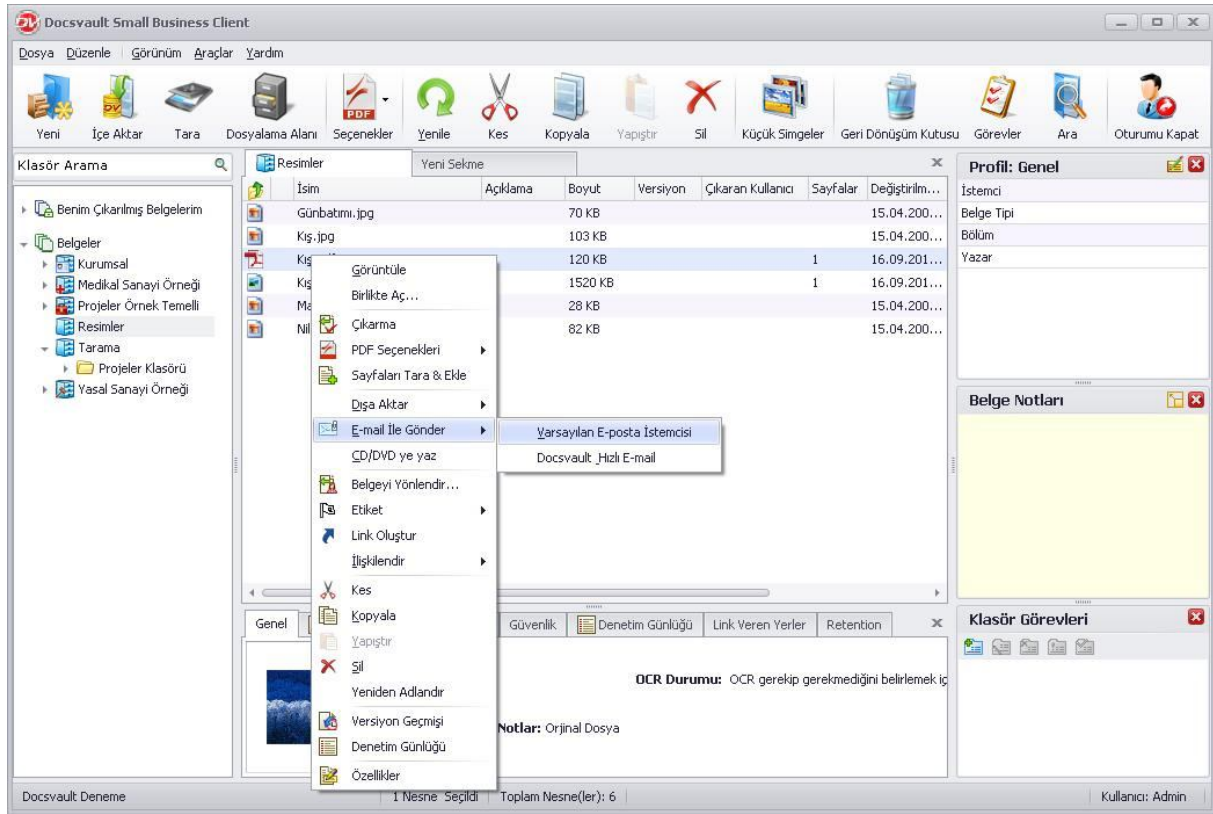 Docsvault Small Business Client
Dosya Düzenle Görünüm Araçlar Yardım
Yeni İçe Aktar Tara Dosyalama Alanı Seçenekler Yenile Kes Kopyala Yapıştır Sil Küçük Simgeler Geri Dönüşüm Kutusu Görevler Ara Oturumu Kapat
Klasör Arama
Benim Çıkarılmış Belgelerim
Belgeler
Kurumsal
Medikal Sanayi Örneği
Projeler Örnek Temelli
Resimler
Tarama
Projeler Klasörü
Yasal Sanayi Örneği
Resimler Yeni Sekme
İsim Açıklama Boyut Versiyon Çıkaran Kullanıcı Sayfalar Değiştirilm...
Günbatımı.jpg 70 KB 15.04.200...
Kış.jpg 103 KB 15.04.200...
120 KB 1 16.09.201...
1520 KB 1 16.09.201...
28 KB 15.04.200...
82 KB 15.04.200...
Görüntüle
Birlikte Aç...
Çıkarma
PDF Seçenekleri
Sayfaları Tara & Ekle
Dışa Aktar
E-mail İle Gönder
CD/DVD ye yaz
Belgeyi Yönlendir...
Etiket
Link Oluştur
İlişkilendir
Kes
Kopyala
Yapıştır
Sil
Yeniden Adlandır
Versiyon Geçmişi
Denetim Günlüğü
Özellikler
Varsayılan E-posta İstemcisi
Docsvault Hızlı E-mail
Genel Güvenlik Denetim Günlüğü Link Veren Yerler Retention
OCR Durumu: OCR gerekip gerekmediğini belirlemek iç
Notlar: Orjinal Dosya
Profil: Genel
İstemci
Belge Tipi
Bölüm
Yazar
Belge Notları
Klasör Görevleri
Docsvault Deneme 1 Nesne Seçildi Toplam Nesne(ler): 6 Kullanıcı: Admin